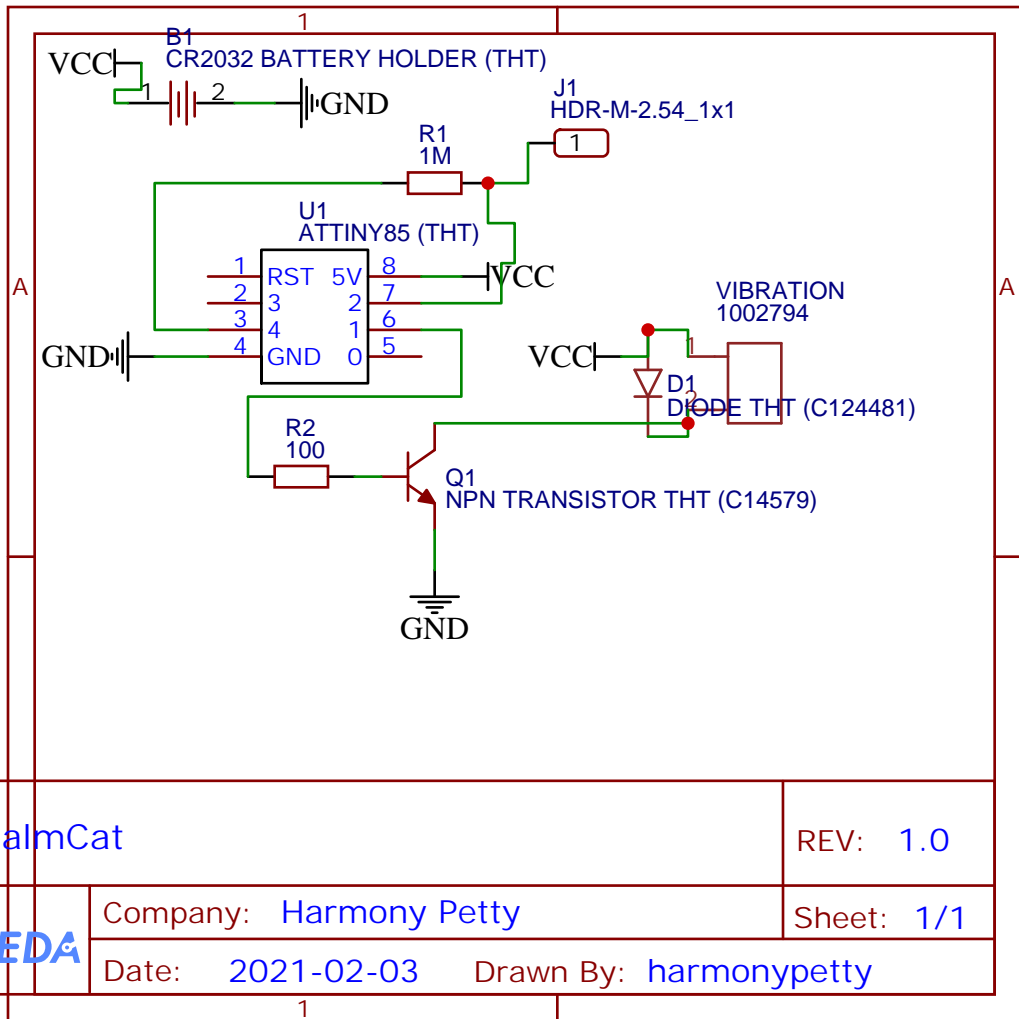 1
B1
CR2032 BATTERY HOLDER (THT)
VCC
1 2
GND
J1
HDR-M-2.54_1x1
1
R1
1M
U1
ATTINY85 (THT)
1 RST 5V 8
VCC
2 3 2 7
3 4 1 6
4 GND 0 5
GND
A
A
VIBRATION
1002794
VCC
1
2
D1
DIODE THT (C124481)
R2
100
Q1
NPN TRANSISTOR THT (C14579)
GND
almCat
REV: 1.0
EDA
Company: Harmony Petty
Sheet: 1/1
Date: 2021-02-03 Drawn By: harmonypetty
1